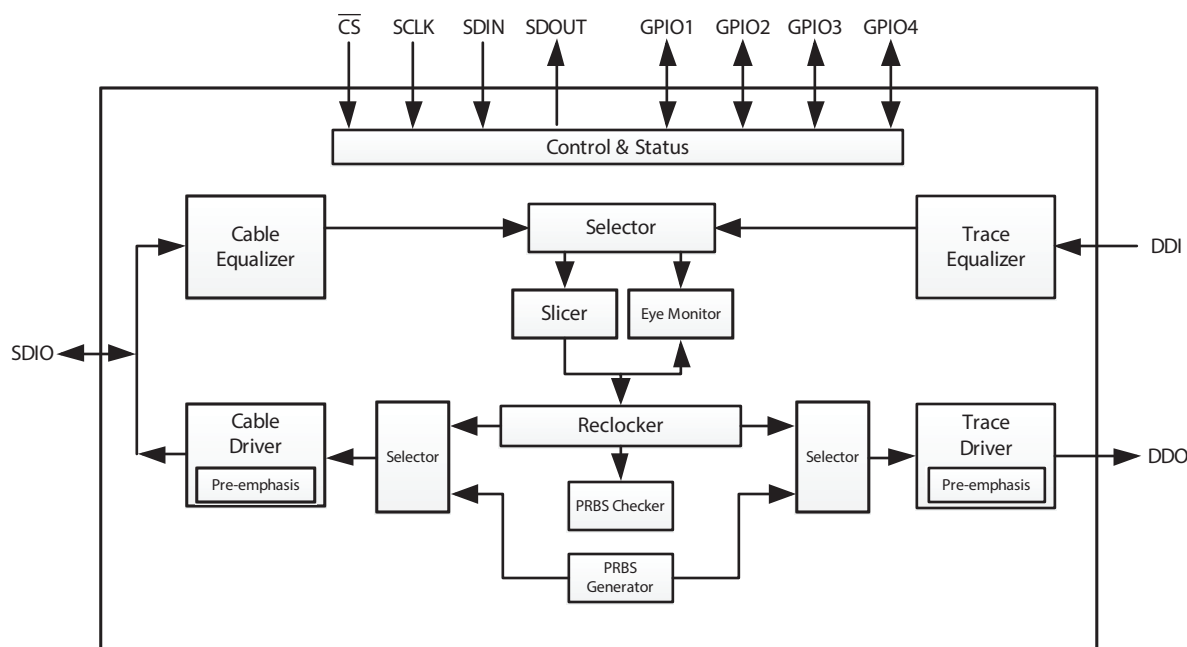 CS SCLK SDIN SDOUT GPIO1 GPIO2 GPIO3 GPIO4
Control & Status
Cable
Equalizer
Selector
Trace
Equalizer
DDI
Slicer
Eye Monitor
SDIO
Cable
Driver
Pre-emphasis
Selector
Reclocker
Selector
Trace
Driver
Pre-emphasis
DDO
PRBS Checker
PRBS
Generator